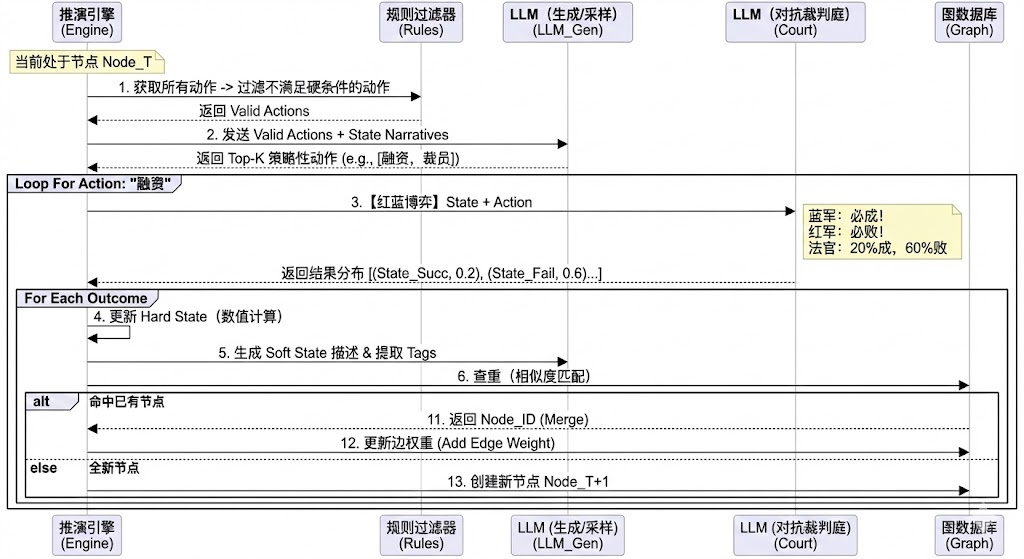 推演引擎
(Engine)
规则过滤器
(Rules)
LLM（生成/采样）
(LLM_Gen)
LLM（对抗裁判庭）
(Court)
图数据库
(Graph)
当前处于节点 Node_T
1. 获取所有动作 -> 过滤不满足硬条件的动作
返回 Valid Actions
2. 发送 Valid Actions + State Narratives
返回 Top-K 策略性动作 (e.g., [融资，裁员])
Loop For Action: "融资"
3.【红蓝博弈】State + Action
蓝军：必成！
红军：必败！
法官：20%成，60%败
返回结果分布 [(State_Succ, 0.2), (State_Fail, 0.6)...]
For Each Outcome
4. 更新 Hard State（数值计算）
5. 生成 Soft State 描述 & 提取 Tags
6. 查重（相似度匹配）
alt 命中已有节点
11. 返回 Node_ID (Merge)
12. 更新边权重 (Add Edge Weight)
else 全新节点
13. 创建新节点 Node_T+1
推演引擎
(Engine)
规则过滤器
(Rules)
LLM (生成/采样)
(LLM_Gen)
LLM (对抗裁判庭)
(Court)
图数据库
(Graph)